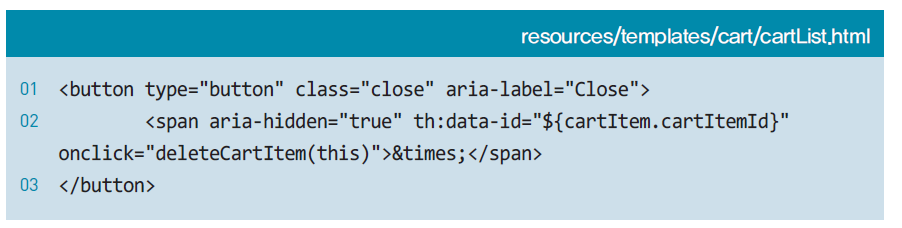 resources/templates/cart/cartList.html
01 <button type="button" class="close" aria-label="Close">
02 <span aria-hidden="true" th:data-id="${cartItem.cartItemId}"
onclick="deleteCartItem(this)">&times;</span>
03 </button>